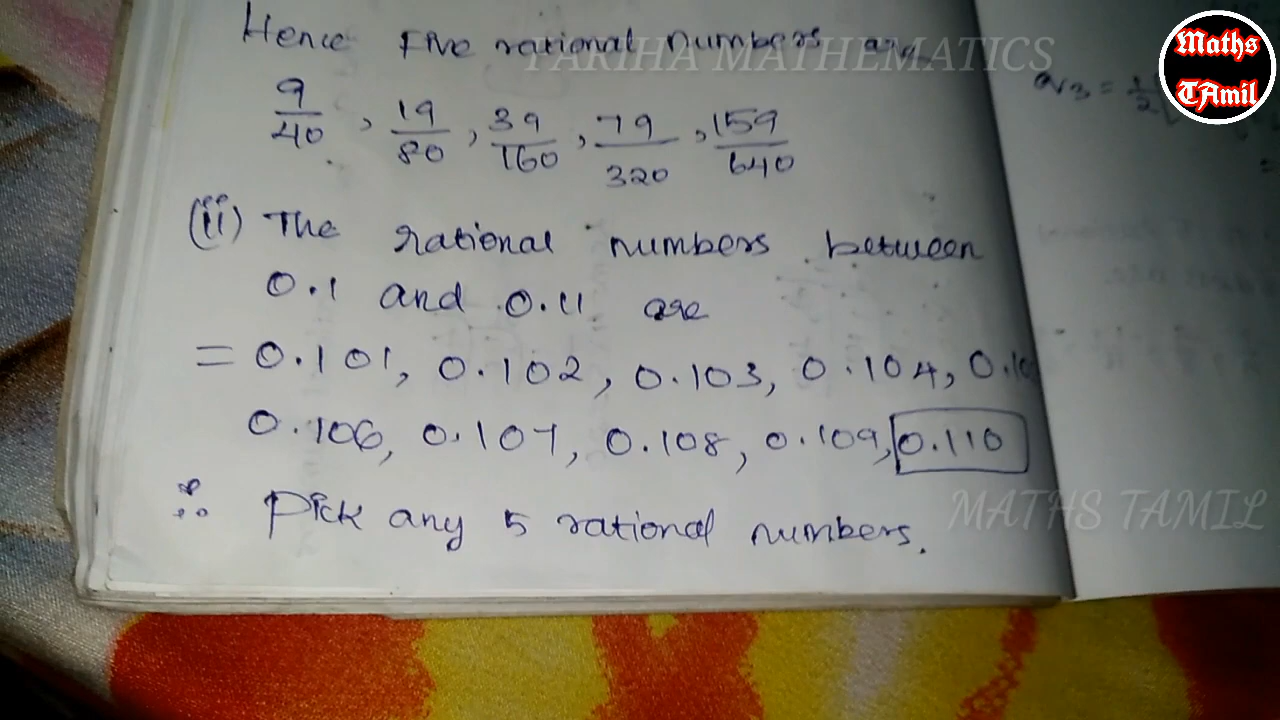 Hence Five rational numbers are
TARIHA MATHEMATICS
Maths
TAmil
9/40, 19/80, 39/160, 79/320, 159/640
(ii) The rational numbers between
0.1 and 0.11 are
= 0.101, 0.102, 0.103, 0.104,
0.106, 0.107, 0.108, 0.109, 0.110
MATHS TAMIL
∴ Pick any 5 rational numbers.